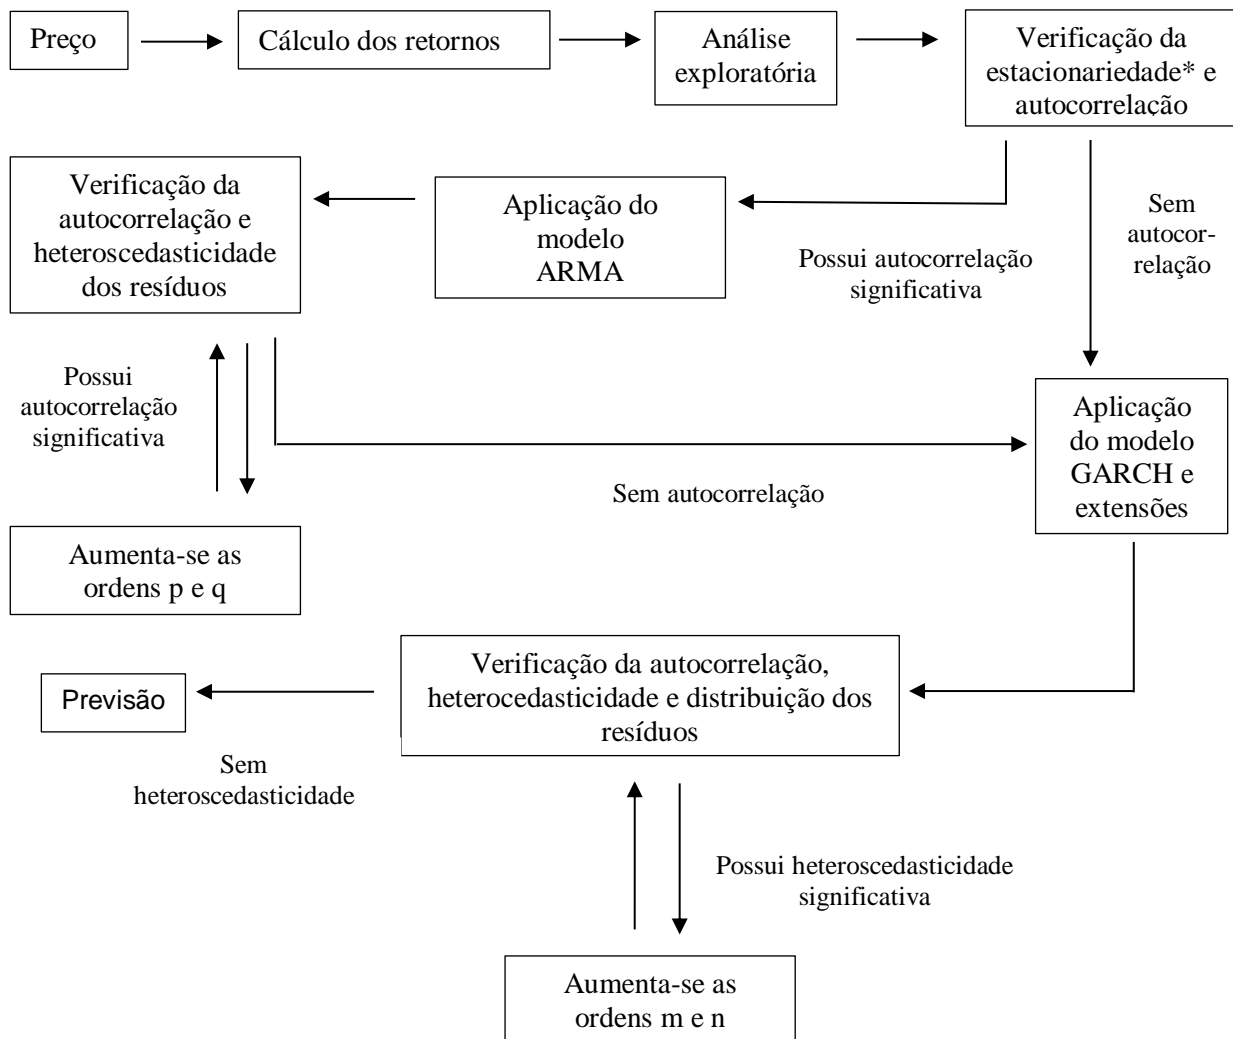 Preço
Cálculo dos retornos
Análise
exploratória
Verificação da
estacionariedade* e
autocorrelação
Verificação da
autocorrelação e
heteroscedasticidade
dos resíduos
Aplicação do
modelo
ARMA
Possui autocorrelação
significativa
Sem
autocor-
relação
Possui
autocorrelação
significativa
Aplicação
do modelo
GARCH e
extensões
Sem autocorrelação
Aumenta-se as
ordens p e q
Verificação da autocorrelação,
heterocedasticidade e distribuição dos
resíduos
Previsão
Sem
heteroscedasticidade
Possui heteroscedasticidade
significativa
Aumenta-se as
ordens m e n